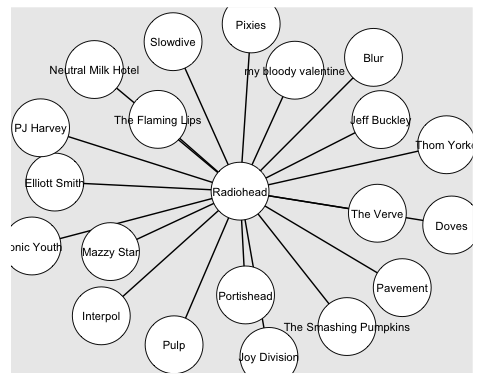 Pixies
Slowdive
Blur
Neutral Milk Hotel
my bloody valentine
The Flaming Lips
Jeff Buckley
PJ Harvey
Thom Yorke
Elliott Smith
Radiohead
The Verve
Doves
onic Youth
Mazzy Star
Pavement
Portishead
Interpol
The Smashing Pumpkins
Pulp
Joy Division